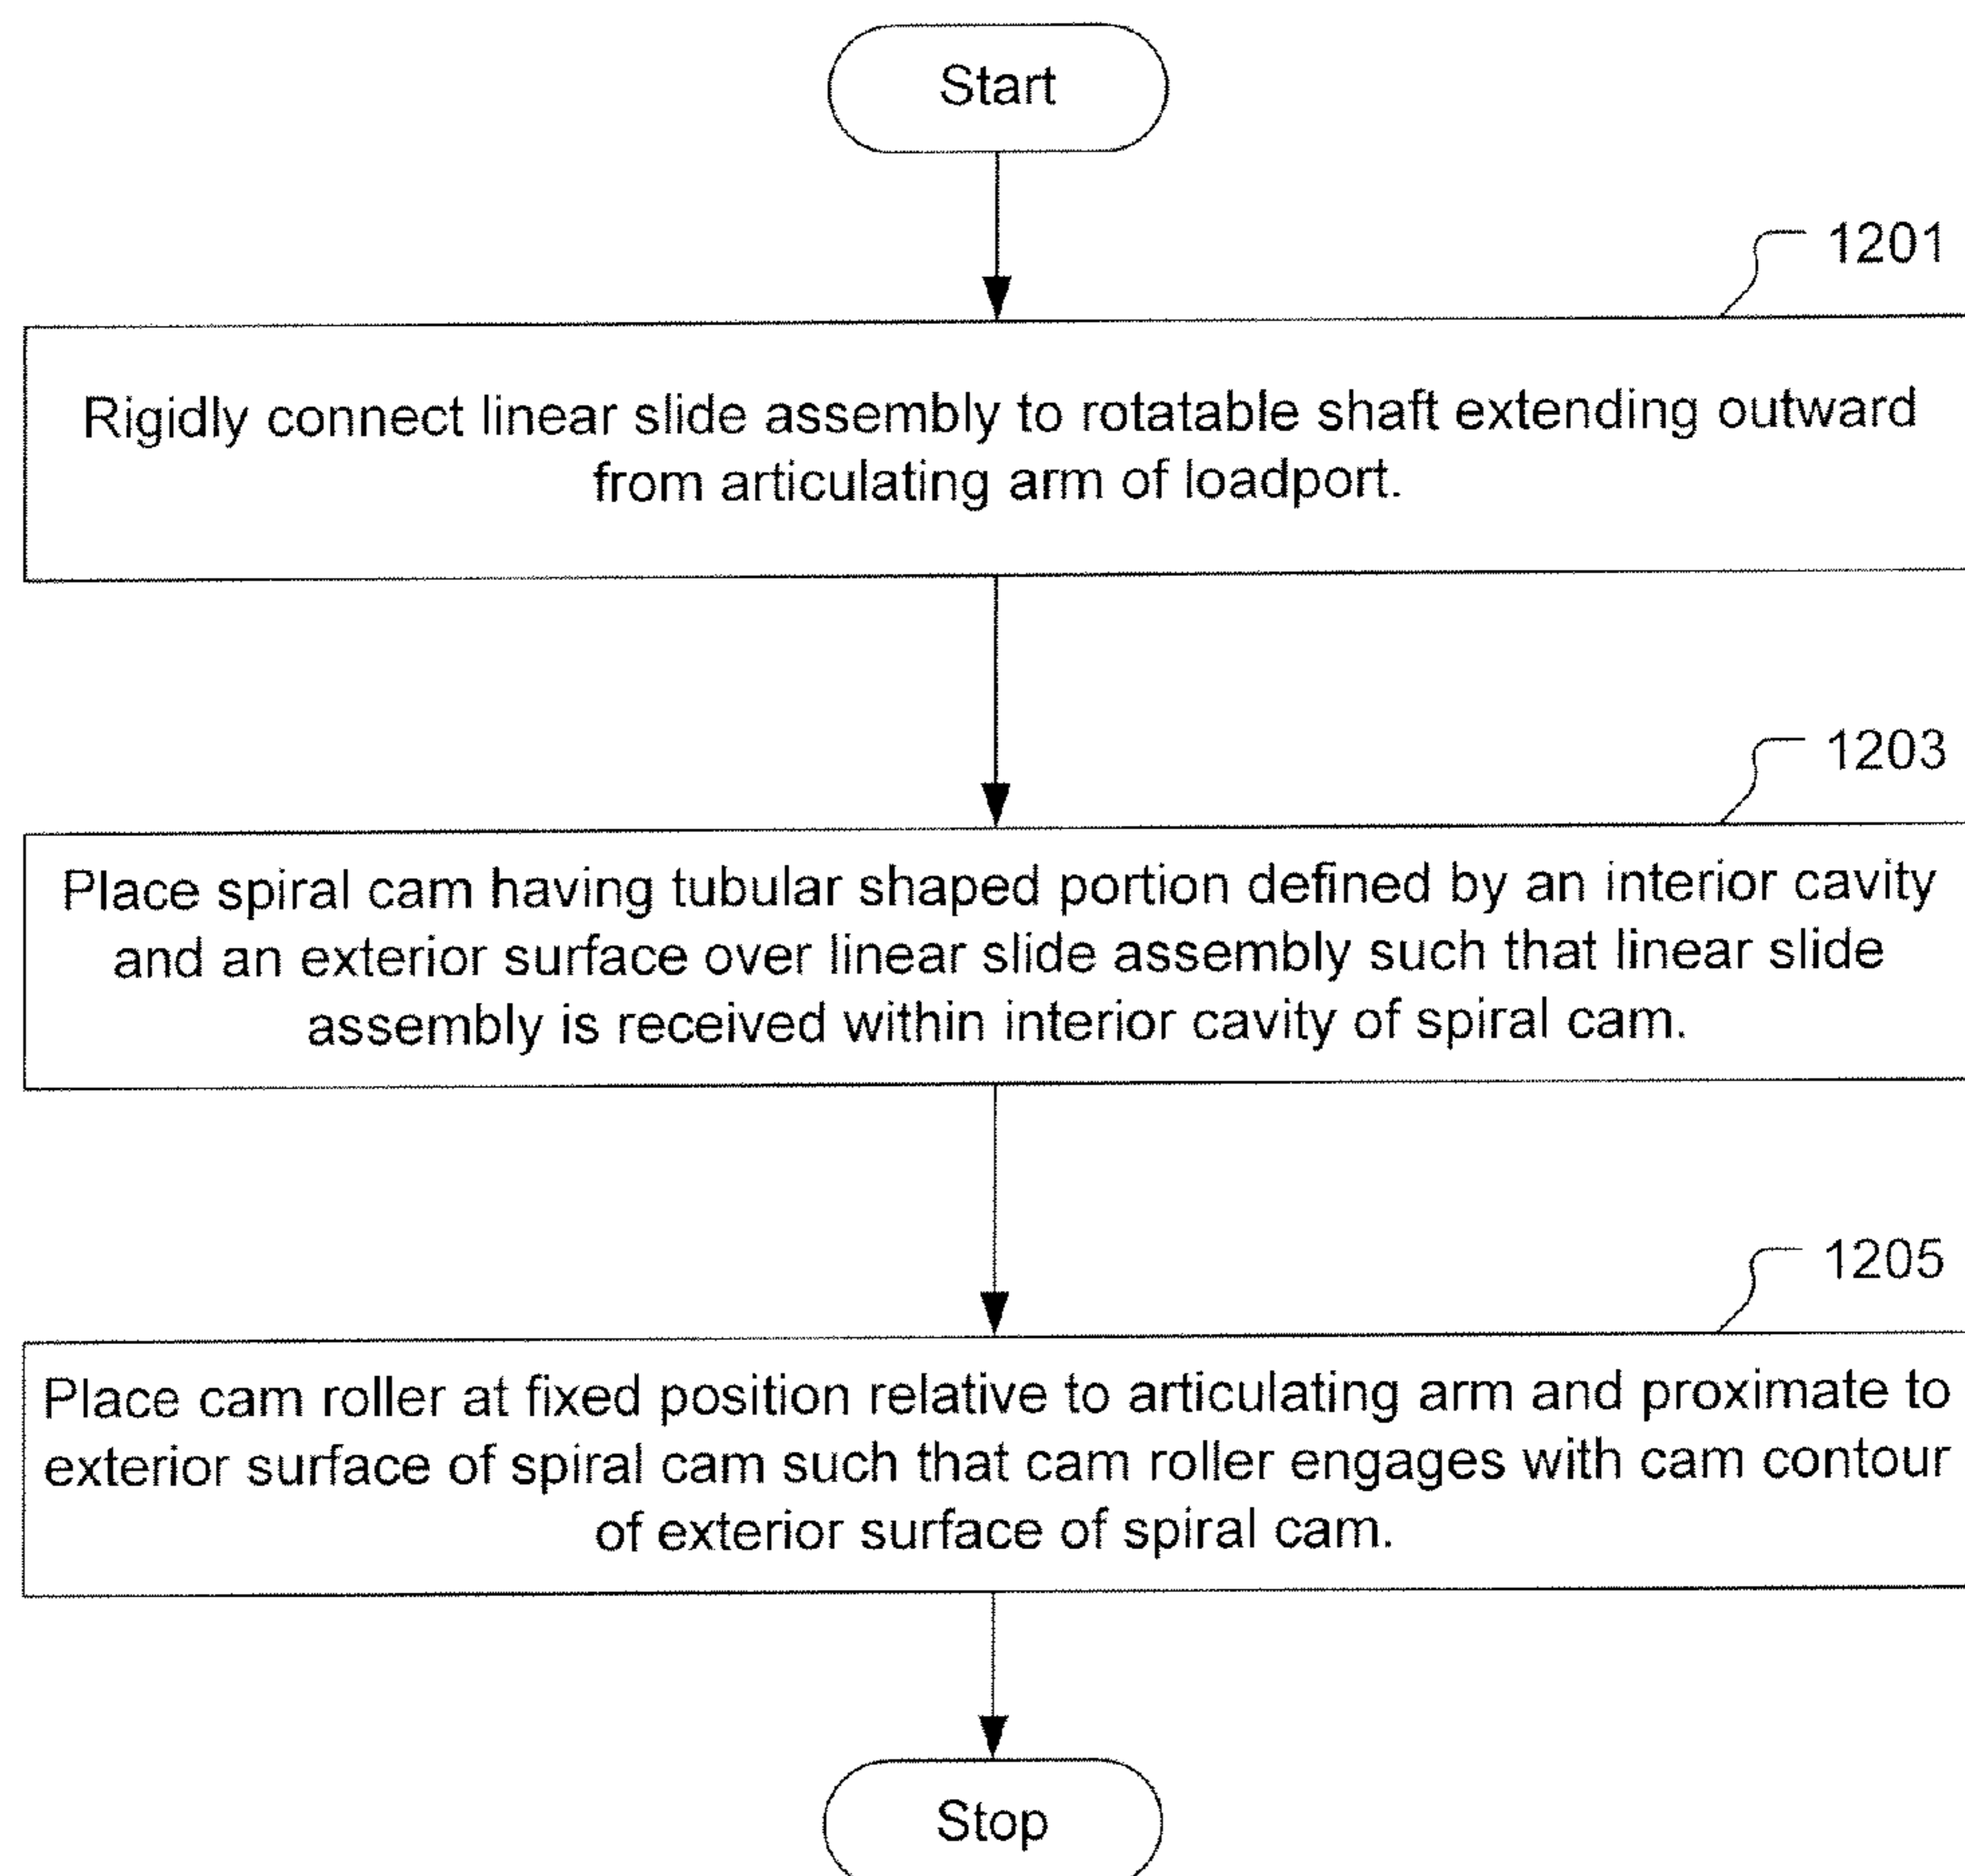 Start
1201
Rigidly connect linear slide assembly to rotatable shaft extending outward
from articulating arm of loadport.
1203
Place spiral cam having tubular shaped portion defined by an interior cavity
and an exterior surface over linear slide assembly such that linear slide
assembly is received within interior cavity of spiral cam.
1205
Place cam roller at fixed position relative to articulating arm and proximate to
exterior surface of spiral cam such that cam roller engages with cam contour
of exterior surface of spiral cam.
Stop